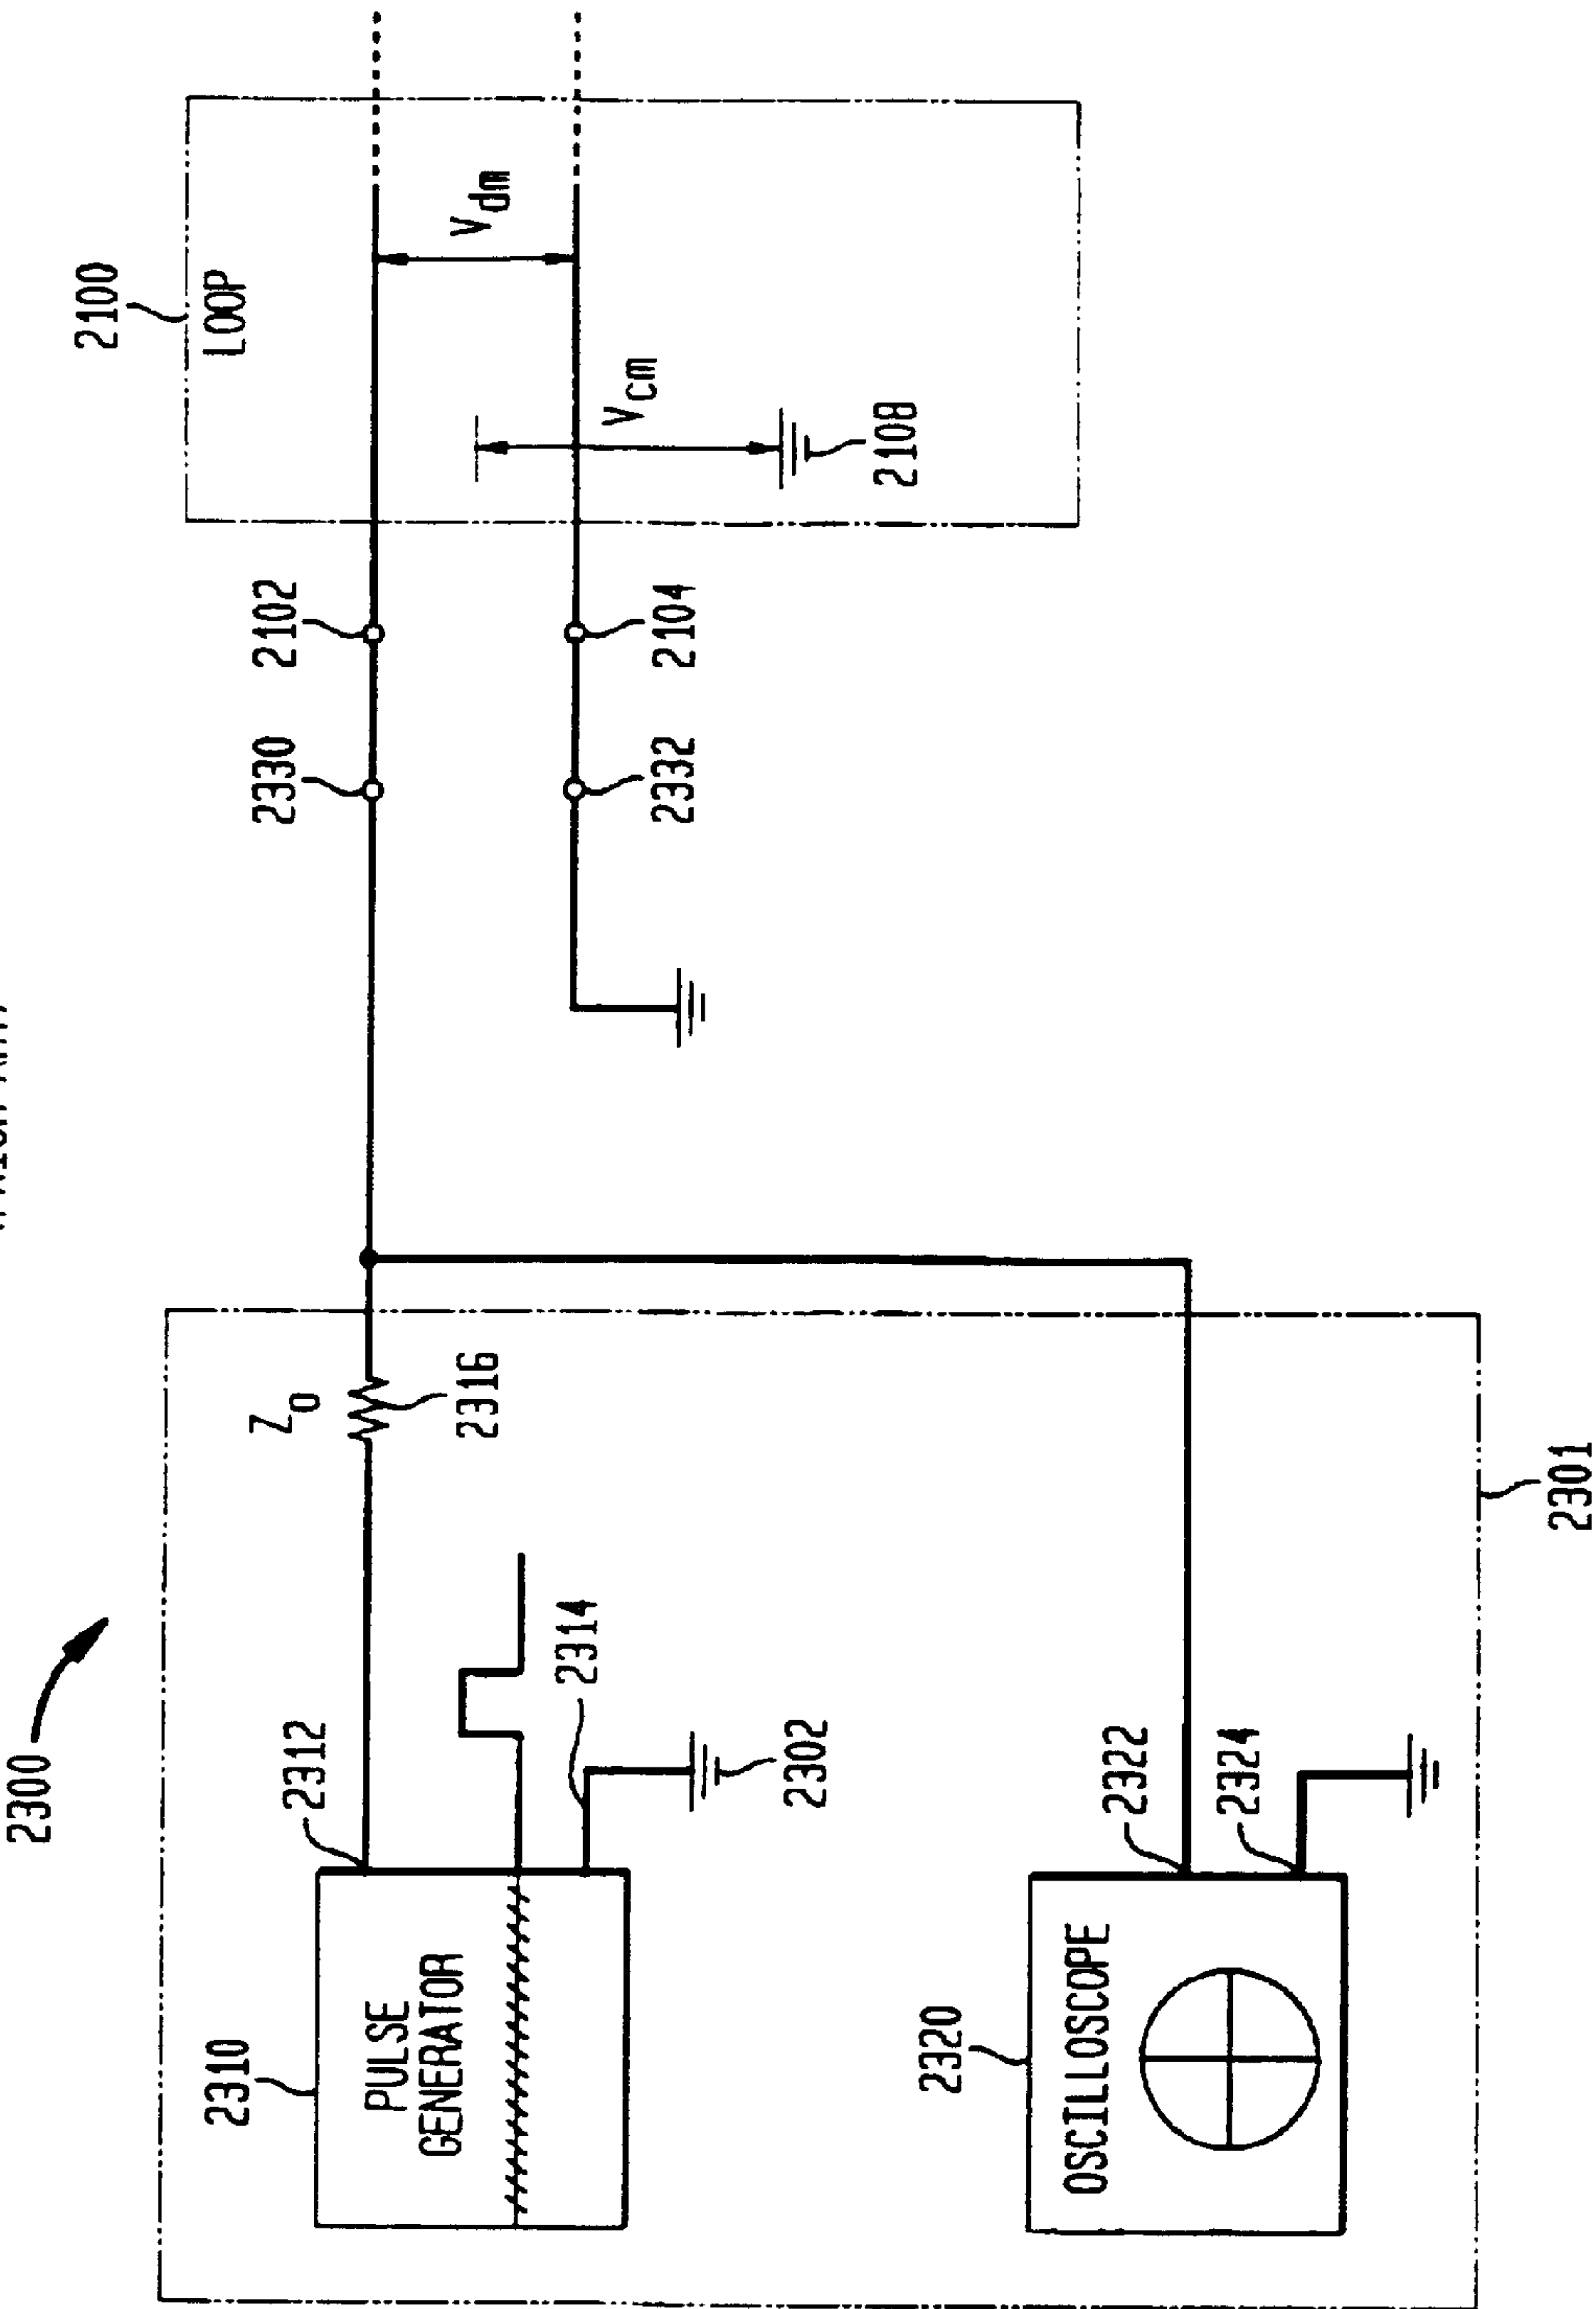 2300
2310
PULSE
GENERATOR
2312
2314
2302
Z0
2316
2320
OSCILLOSCOPE
2322
2324
2301
2330
2332
2102
2104
2100
LOOP
Vdm
Vcm
2108